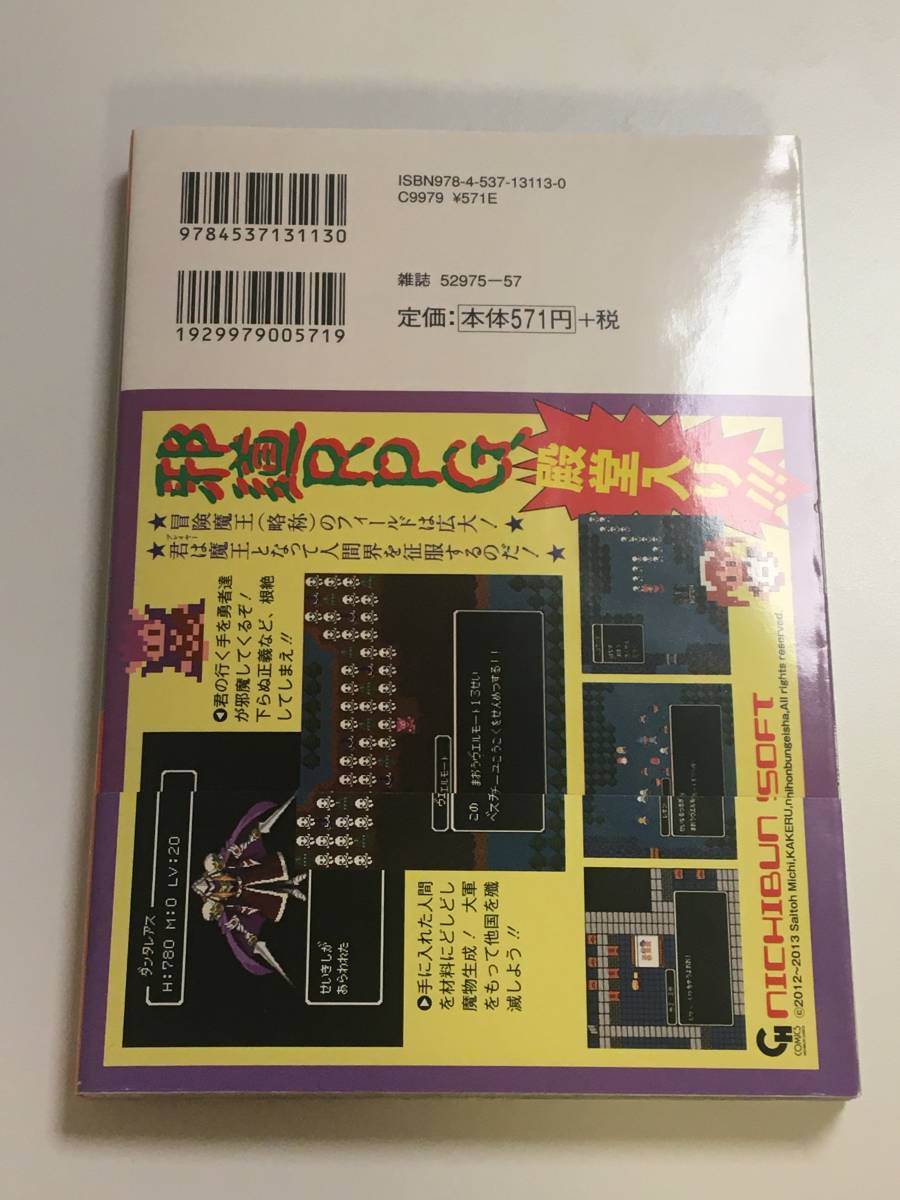 ISBN978-4-537-13113-0
C9979 ¥571E
9784537131130
雑誌 52975-57
1929979005719
定価:本体571円+税
邪道RPG、
殿堂入り!!!
★冒険魔王(略称)のフィールドは広大!★
プレイヤー
★君は魔王となって人間界を征服するのだ!★
君の行く手を勇者達
が邪魔してくるぞ!
下らぬ正義など、根絶
してしまえ!!
ウエルモート
この まおうウエルモート13せい
ベスプチーユこうこくをせんめつする!!
ダンタレアス
H:780 M:0 LV:20
せいきしが
あらわれた
▶手に入れた人間
を材料にどしどし
魔物生成! 大軍
をもって他国を殲
滅しよう!!
NICHIBUN 'SOFT
©2012~2013 Saitoh Michi,KAKERU,nihonbungeisha,All rights reserved.
GH
COMICS